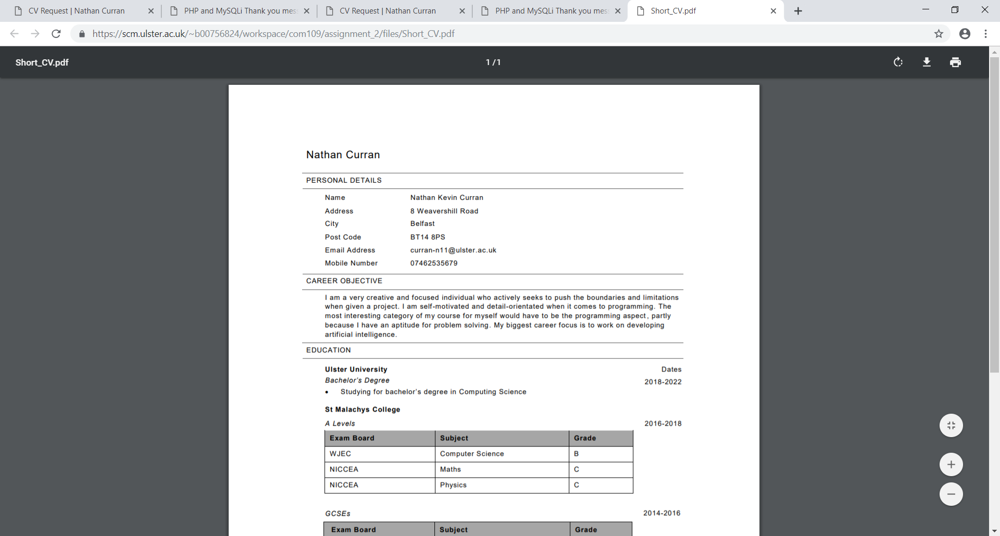 CV Request | Nathan Curran
PHP and MySQLi Thank you mes
CV Request | Nathan Curran
PHP and MySQLi Thank you mes
Short_CV.pdf
https://scm.ulster.ac.uk/~b00756824/workspace/com109/assignment_2/files/Short_CV.pdf
Short_CV.pdf
1 / 1
Nathan Curran
PERSONAL DETAILS
Name Nathan Kevin Curran
Address 8 Weavershill Road
City Belfast
Post Code BT14 8PS
Email Address curran-n11@ulster.ac.uk
Mobile Number 07462535679
CAREER OBJECTIVE
I am a very creative and focused individual who actively seeks to push the boundaries and limitations
when given a project. I am self-motivated and detail-orientated when it comes to programming. The
most interesting category of my course for myself would have to be the programming aspect, partly
because I have an aptitude for problem solving. My biggest career focus is to work on developing
artificial intelligence.
EDUCATION
Ulster University Dates
Bachelor's Degree 2018-2022
• Studying for bachelor's degree in Computing Science
St Malachys College
A Levels 2016-2018
Exam Board Subject Grade
WJEC Computer Science B
NICCEA Maths C
NICCEA Physics C
GCSEs 2014-2016
Exam Board Subject Grade